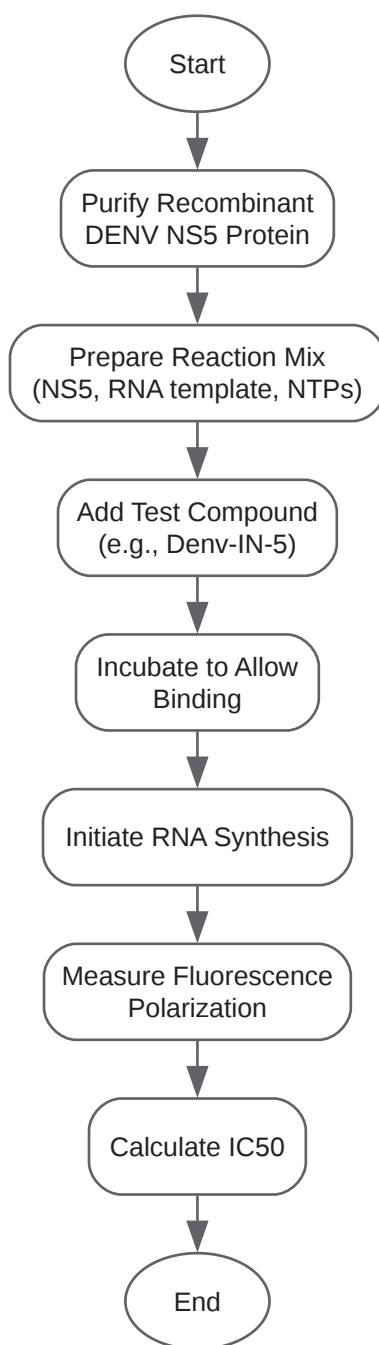 Start
Purify Recombinant
DENV NS5 Protein
Prepare Reaction Mix
(NS5, RNA template, NTPs)
Add Test Compound
(e.g., Denv-IN-5)
Incubate to Allow
Binding
Initiate RNA Synthesis
Measure Fluorescence
Polarization
Calculate IC50
End